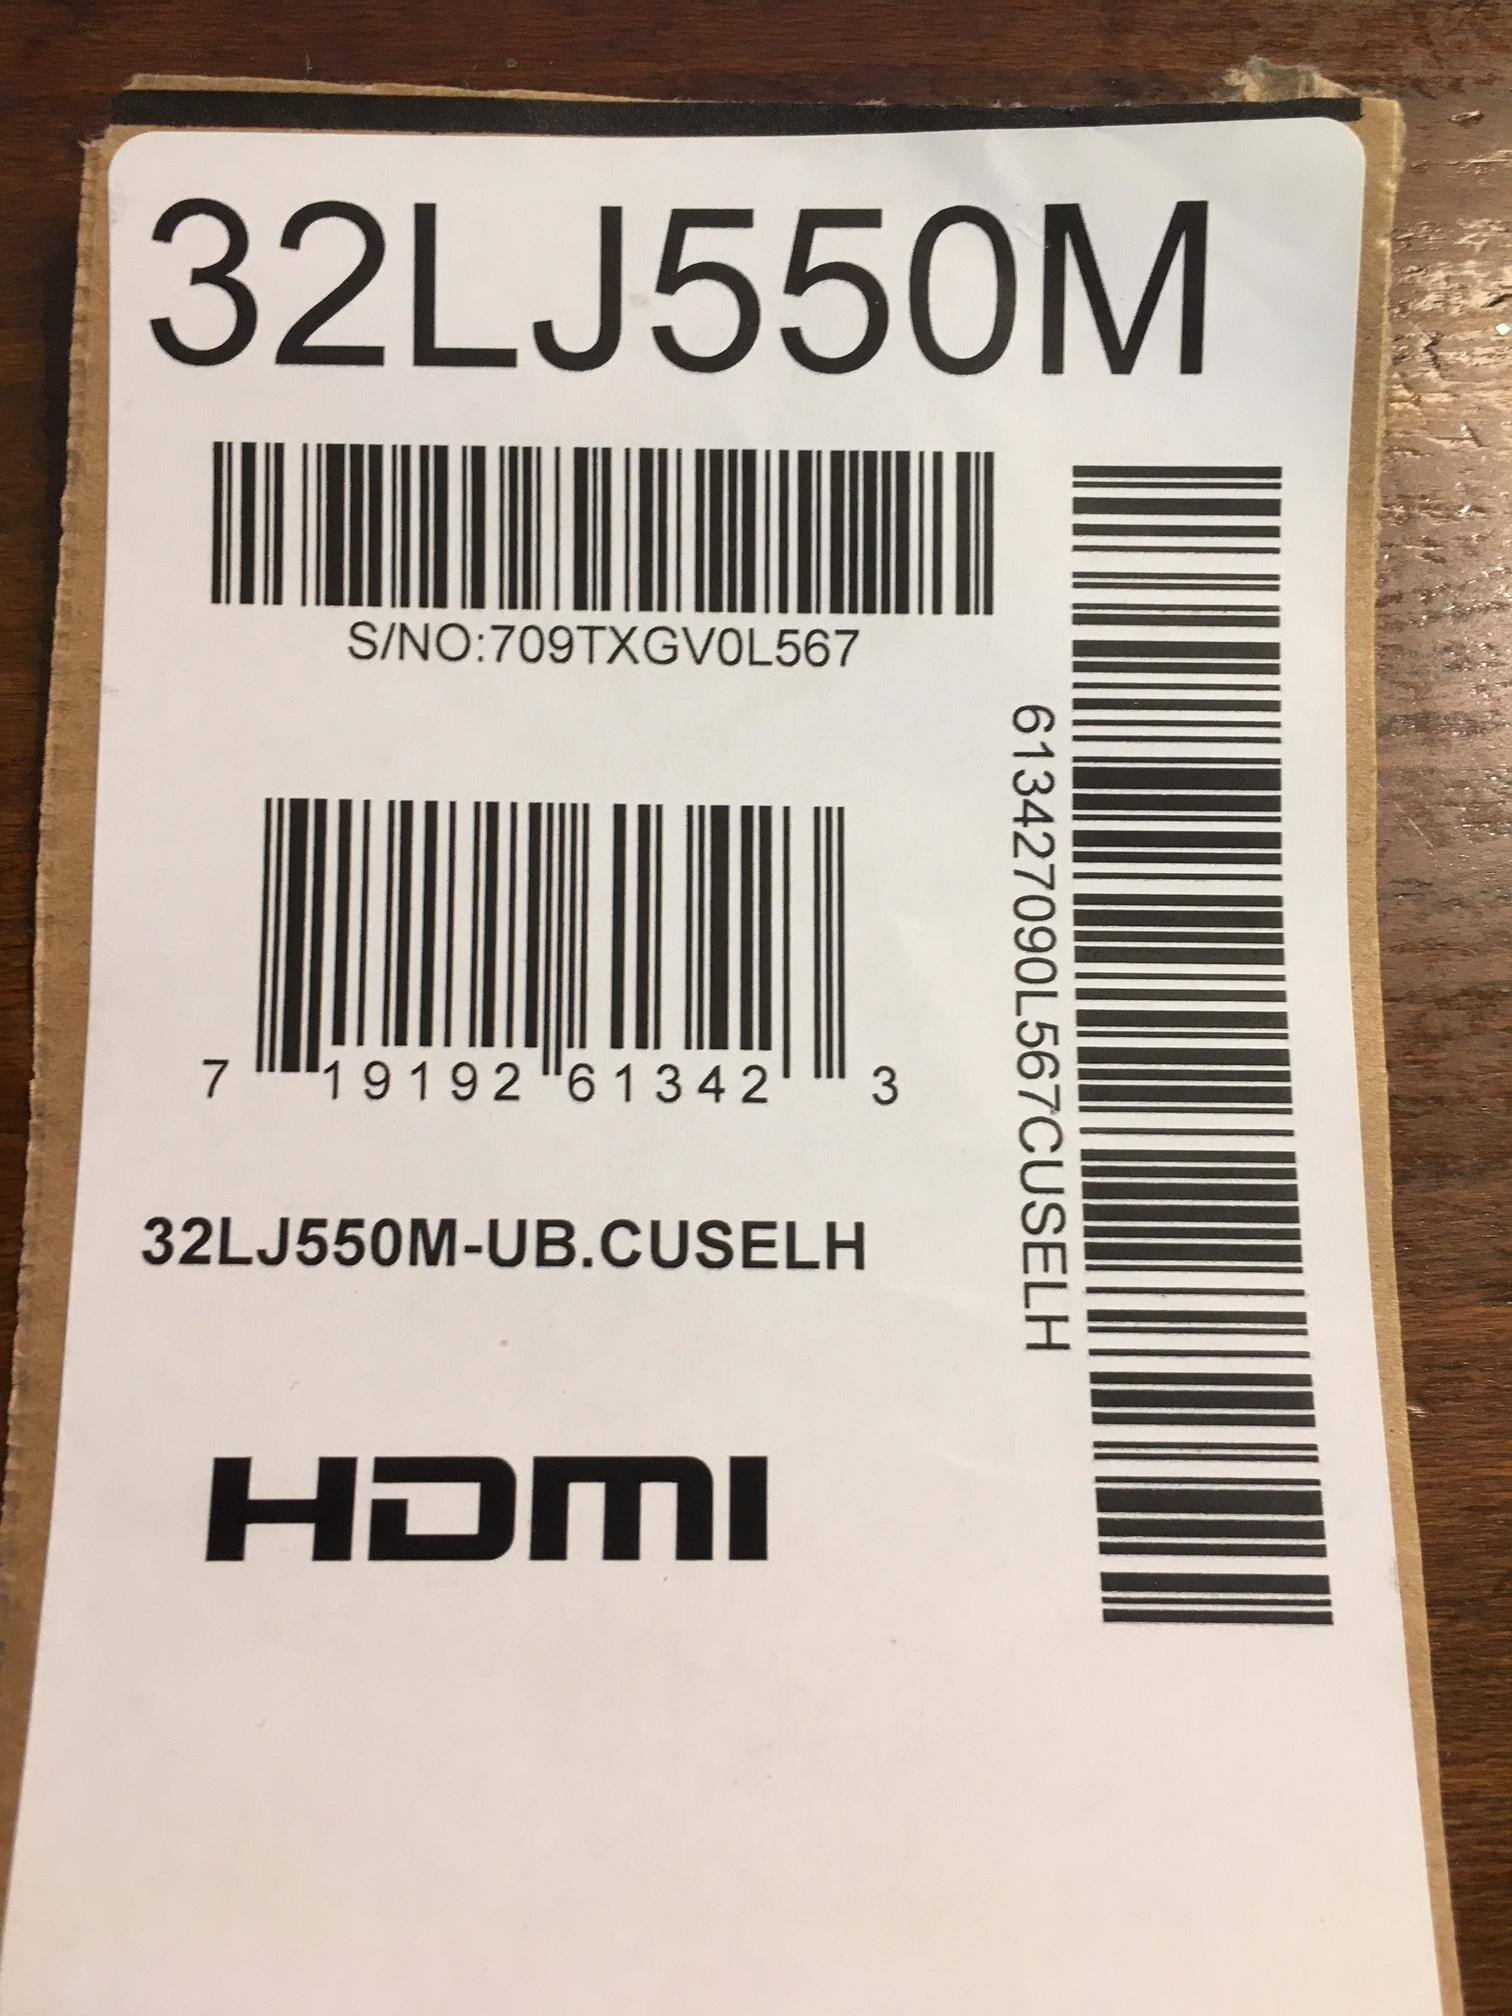 32LJ550M
S/NO:709TXGV0L567
613427090L567CUSELH
7 19192 61342 3
32LJ550M-UB.CUSELH
HDMI